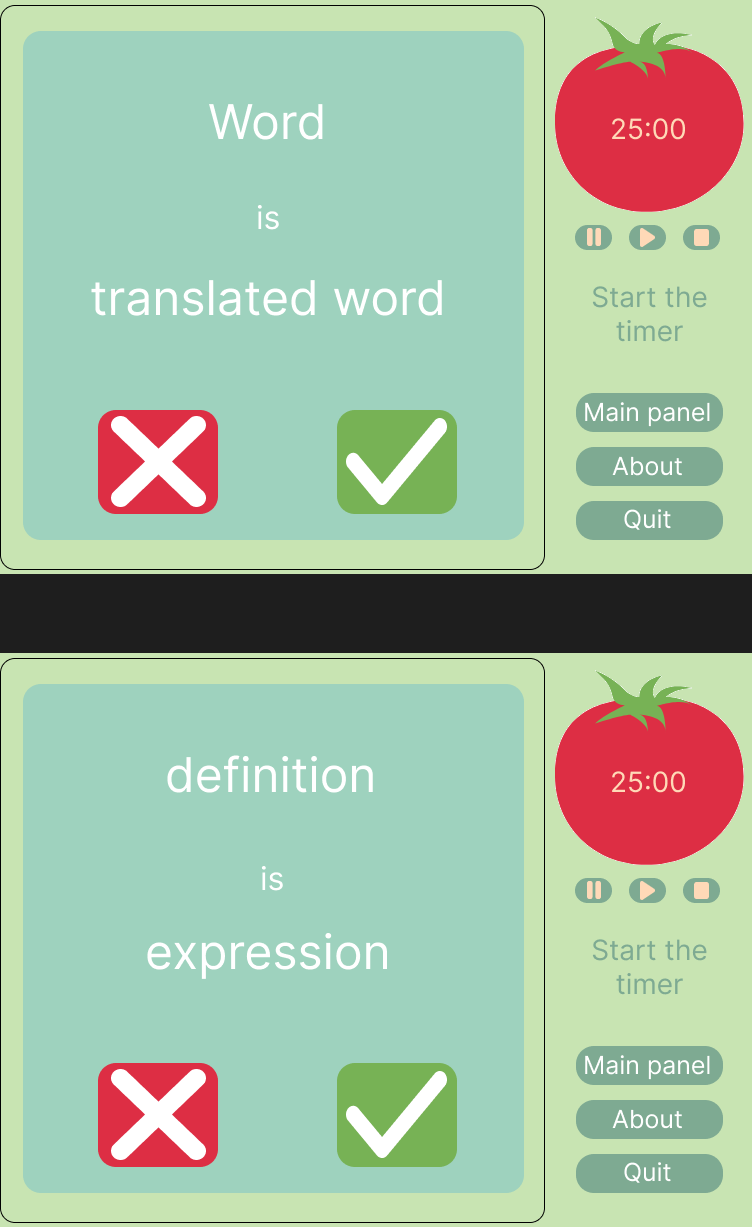 Word
is
translated word
25:00
Start the
timer
Main panel
About
Quit
definition
is
expression
25:00
Start the
timer
Main panel
About
Quit